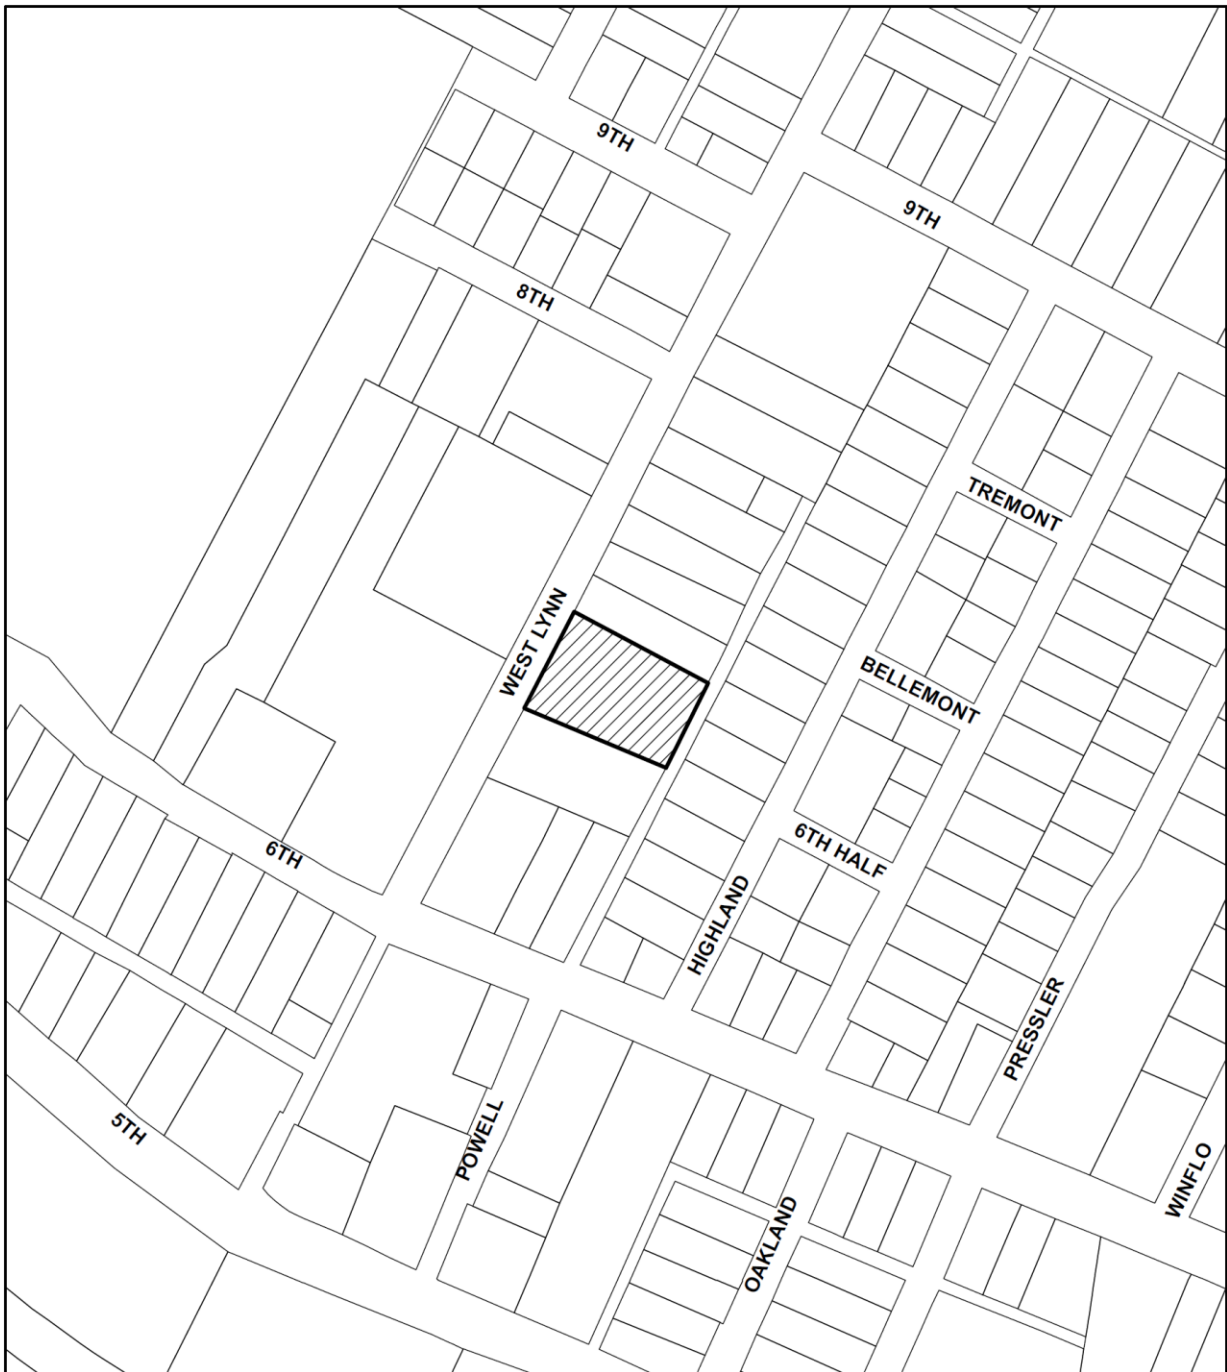 9TH
9TH
8TH
TREMONT
WEST LYNN
BELLEMONT
6TH HALF
6TH
HIGHLAND
PRESSLER
5TH
POWELL
WINFLO
OAKLAND